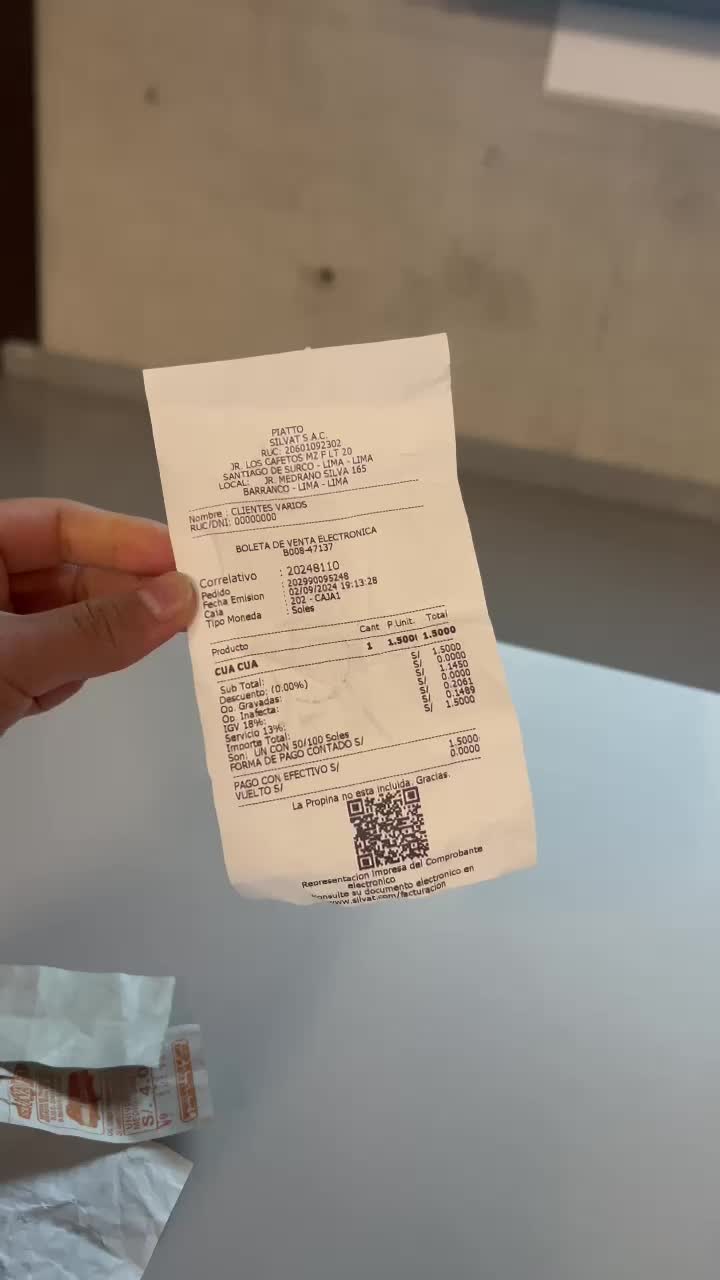 PIATTO
SILVAT S.A.C.
RUC: 20601092302
JR. LOS CAFETOS MZ F LT 20
SANTIAGO DE SURCO - LIMA - LIMA
LOCAL: JR. MEDRANO SILVA 165
BARRANCO - LIMA - LIMA
Nombre : CLIENTES VARIOS
RUC/DNI: 00000000
BOLETA DE VENTA ELECTRONICA
B008-47137
Correlativo : 20248110
Pedido : 202990095248
Fecha Emision : 02/09/2024 19:13:28
Caja : 202 - CAJA1
Tipo Moneda : Soles
Producto Cant P.Unit. Total
CUA CUA 1 1.500 1.5000
Sub Total: S/ 1.5000
Descuento: (0.00%) S/ 0.0000
Op. Gravadas: S/ 1.1450
Op. Inafecta: S/ 0.0000
IGV 18%: S/ 0.2061
Servicio 13%: S/ 0.1489
Importe Total: S/ 1.5000
Son: UN CON 50/100 Soles
FORMA DE PAGO CONTADO S/
PAGO CON EFECTIVO S/ 1.5000
VUELTO S/ 0.0000
La Propina no esta incluida. Gracias.
Representacion Impresa del Comprobante
electronico
Consulte su documento electronico en
www.silvat.com/facturacion
S/. 4.0